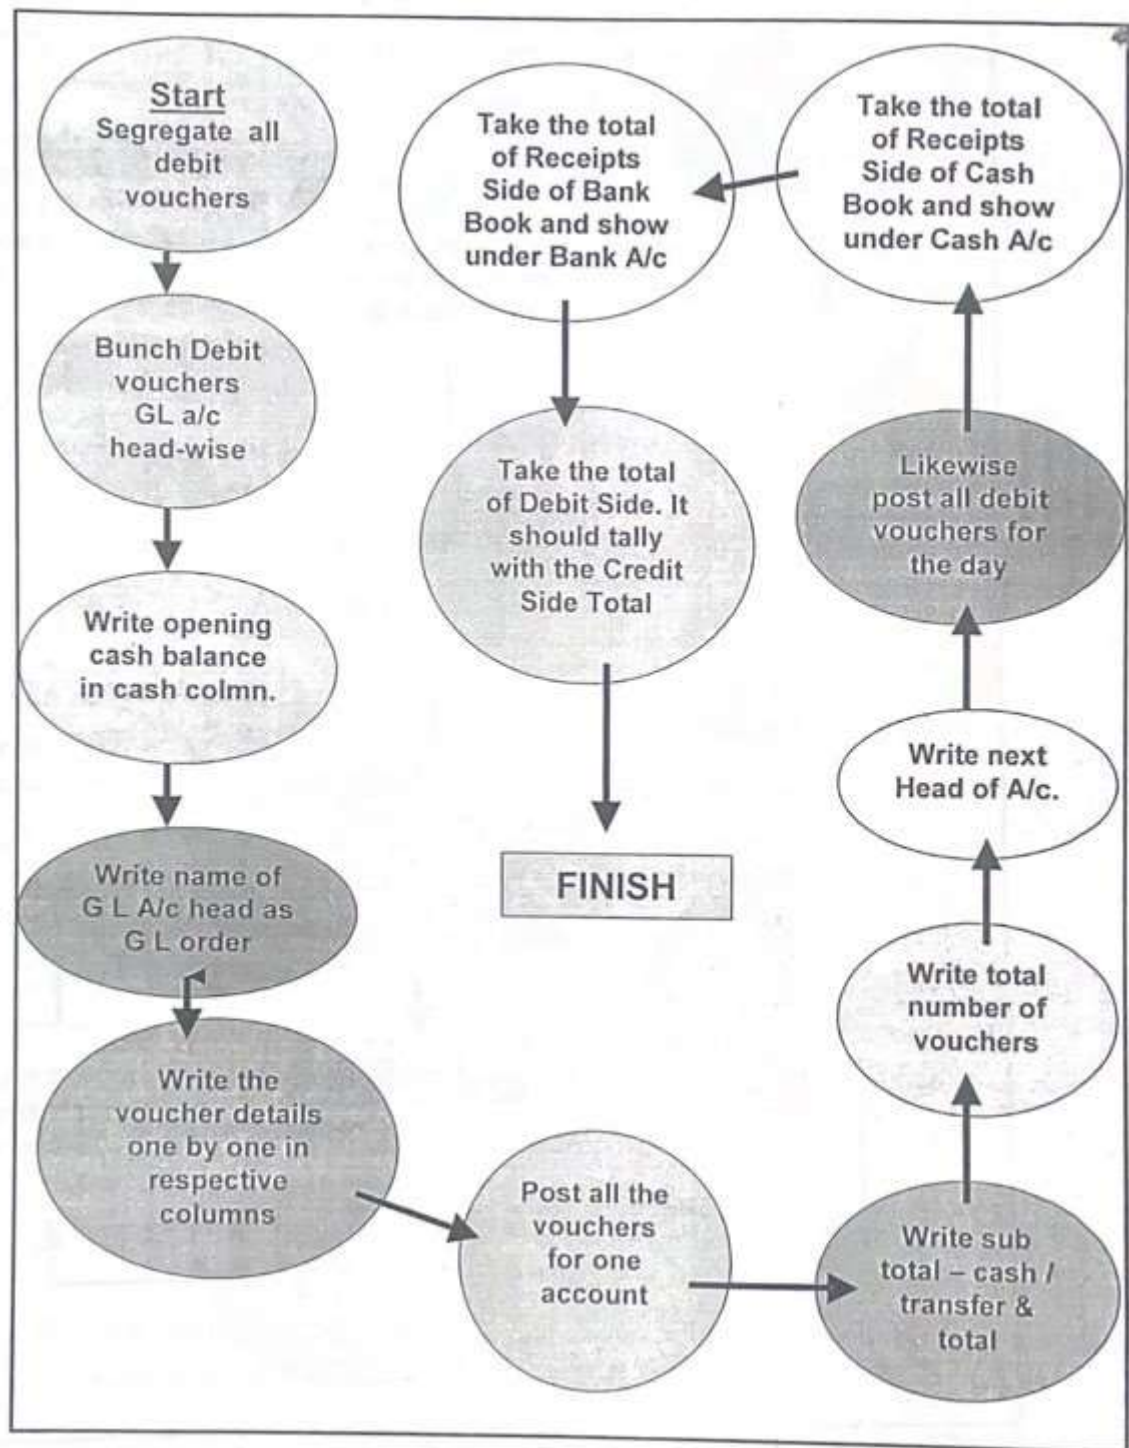 Start
Segregate all
debit
vouchers
Bunch Debit
vouchers
GL a/c
head-wise
Write opening
cash balance
in cash colmn.
Write name of
G L A/c head as
G L order
Write the
voucher details
one by one in
respective
columns
Post all the
vouchers
for one
account
Write sub
total – cash /
transfer &
total
Write total
number of
vouchers
Write next
Head of A/c.
Likewise
post all debit
vouchers for
the day
Take the total
of Receipts
Side of Cash
Book and show
under Cash A/c
Take the total
of Receipts
Side of Bank
Book and show
under Bank A/c
Take the total
of Debit Side. It
should tally
with the Credit
Side Total
FINISH